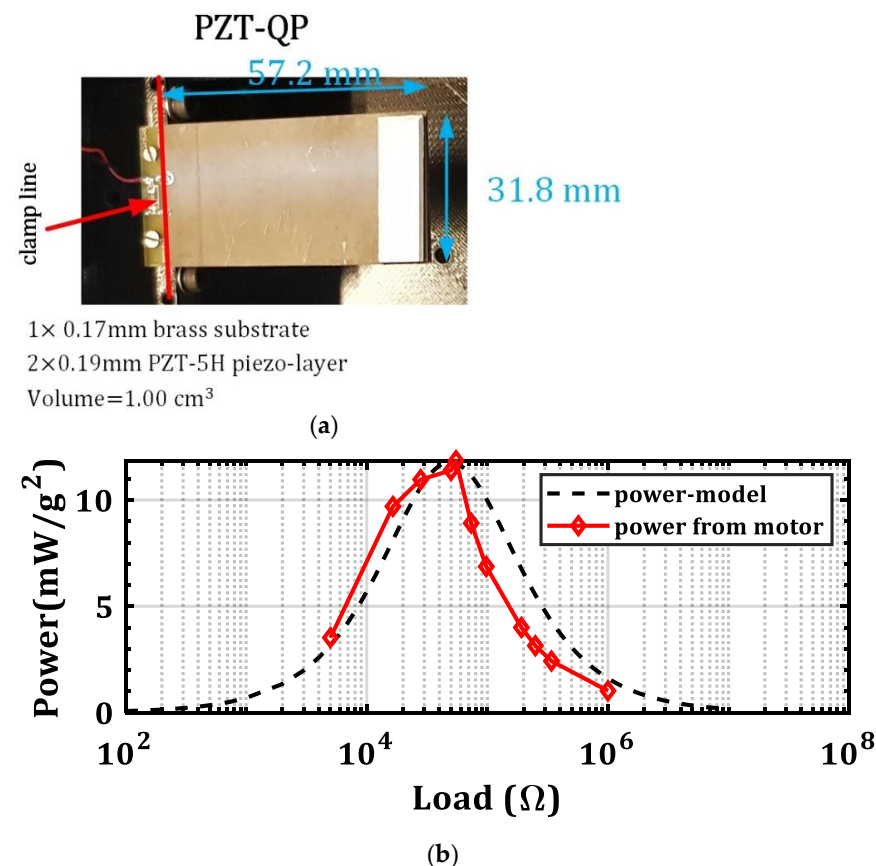 PZT-QP
57.2 mm
31.8 mm
clamp line
1× 0.17mm brass substrate
2×0.19mm PZT-5H piezo-layer
Volume=1.00 cm³
(a)
Power(mW/g²)
10
5
0
power-model
power from motor
10² 10⁴ 10⁶ 10⁸
Load (Ω)
(b)